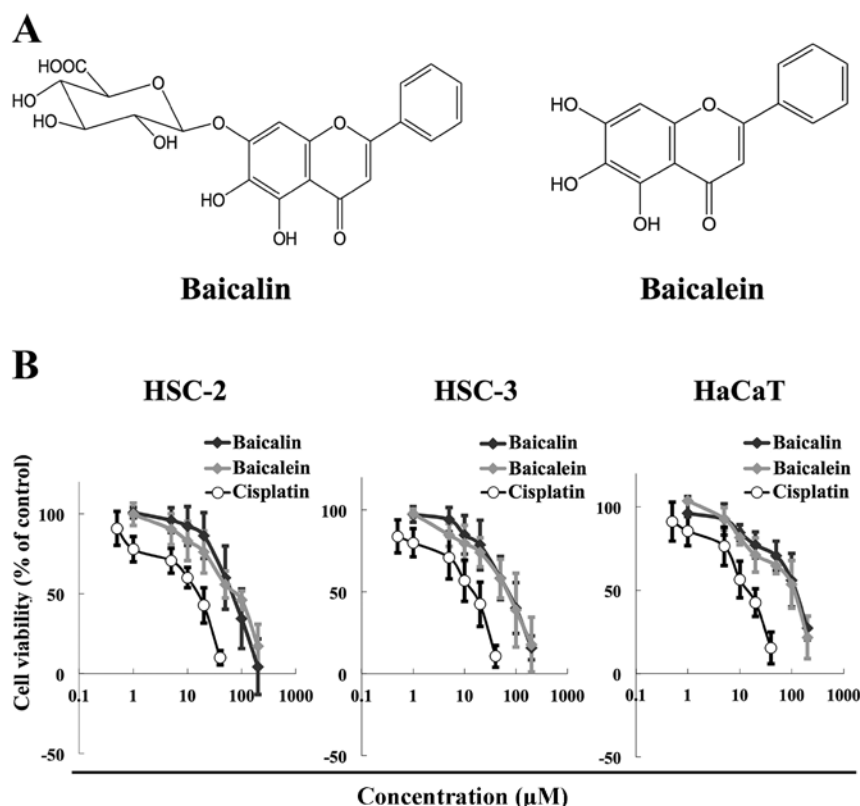 A
HOOC
O
HO
HO
OH
O
O
HO
OH
O
Baicalin
HO
O
HO
OH
O
Baicalein
B
HSC-2
HSC-3
HaCaT
Cell viability (% of control)
Baicalin
Baicalein
Cisplatin
100
50
0
-50
0.1 1 10 100 1000
Baicalin
Baicalein
Cisplatin
100
50
0
-50
0.1 1 10 100 1000
Baicalin
Baicalein
Cisplatin
100
50
0
-50
0.1 1 10 100 1000
Concentration (µM)